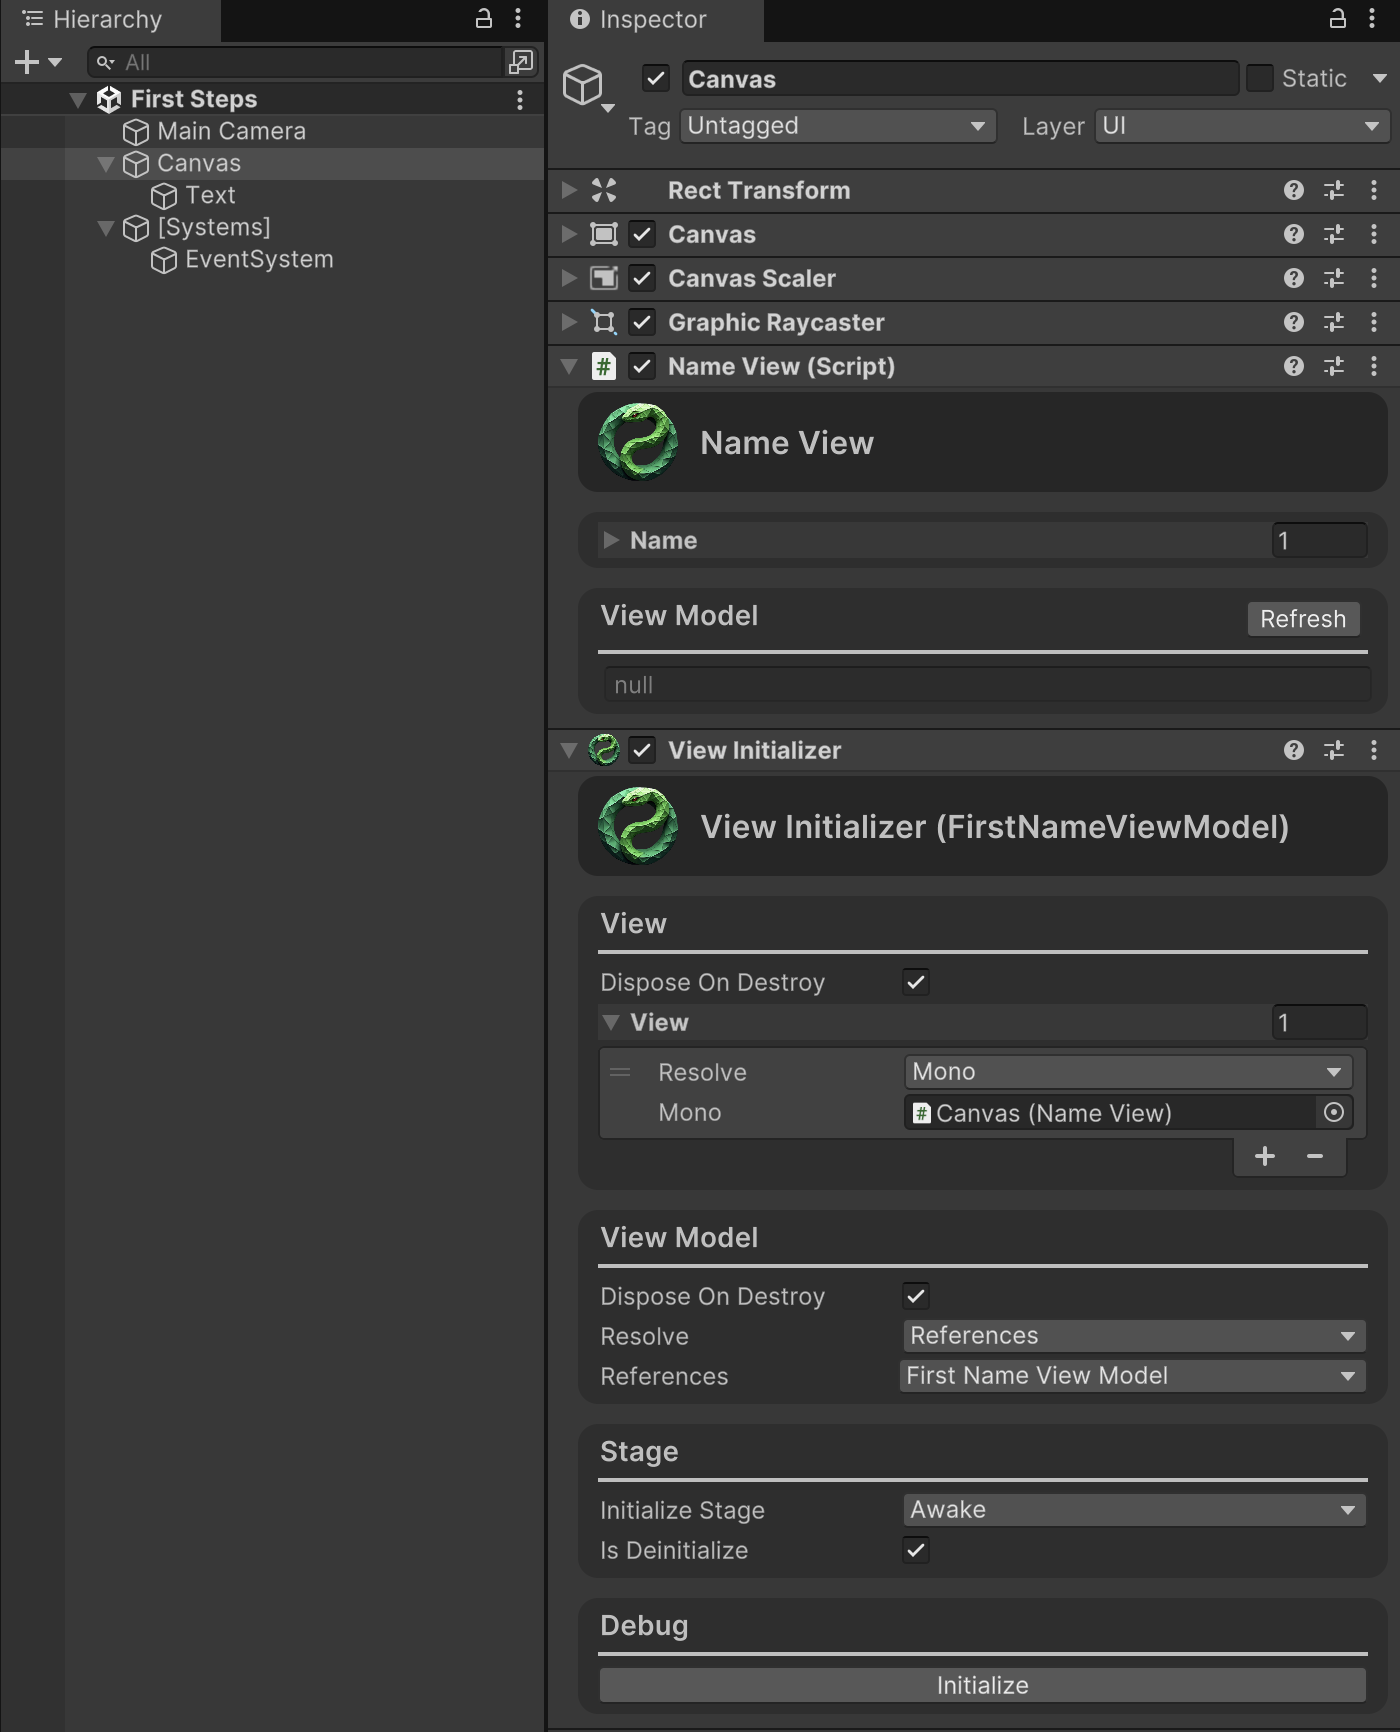 Hierarchy
All
First Steps
Main Camera
Canvas
Text
[Systems]
EventSystem
Inspector
Canvas
Static
Tag Untagged Layer UI
Rect Transform
Canvas
Canvas Scaler
Graphic Raycaster
# Name View (Script)
Name View
Name 1
View Model Refresh
null
View Initializer
View Initializer (FirstNameViewModel)
View
Dispose On Destroy
View 1
Resolve Mono
Mono # Canvas (Name View)
View Model
Dispose On Destroy
Resolve References
References First Name View Model
Stage
Initialize Stage Awake
Is Deinitialize
Debug
Initialize